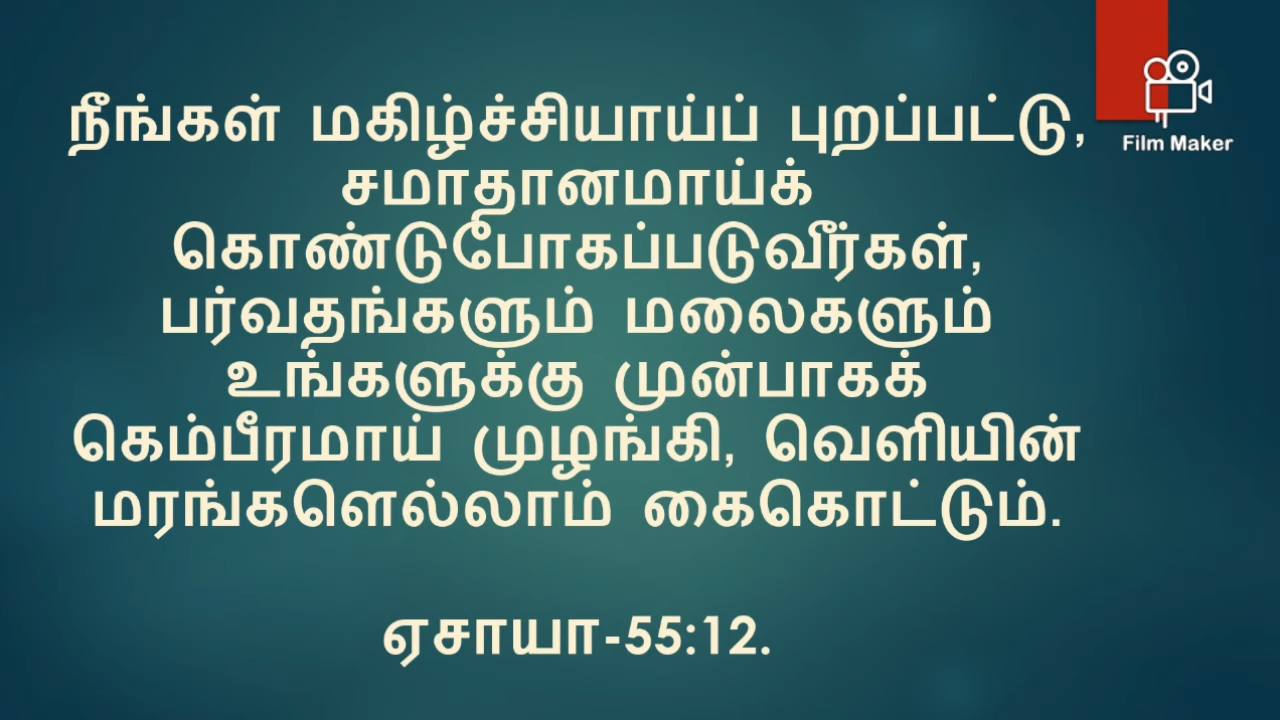 நீங்கள் மகிழ்ச்சியாய்ப் புறப்பட்டு,
சமாதானமாய்க்
கொண்டுபோகப்படுவீர்கள்,
பர்வதங்களும் மலைகளும்
உங்களுக்கு முன்பாகக்
கெம்பீரமாய் முழங்கி, வெளியின்
மரங்களெல்லாம் கைகொட்டும்.
ஏசாயா-55:12.
Film Maker